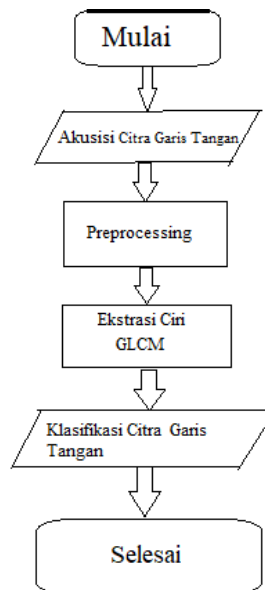 Mulai
Akusisi Citra Garis Tangan
Preprocessing
Ekstrasi Ciri
GLCM
Klasifikasi Citra Garis
Tangan
Selesai